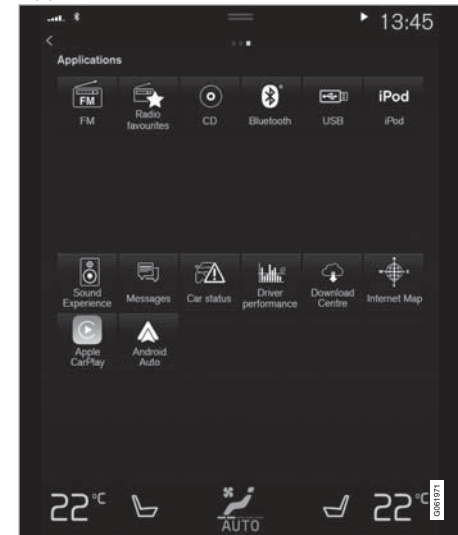 13:45
Applications
FM
iPod
FM
Radio
favourites
CD
Bluetooth
USB
iPod
Sound
Experience
Messages
Car status
Driver
performance
Download
Centre
Internet Map
Apple
CarPlay
Android
Auto
22°C
22°C
AUTO
G061971